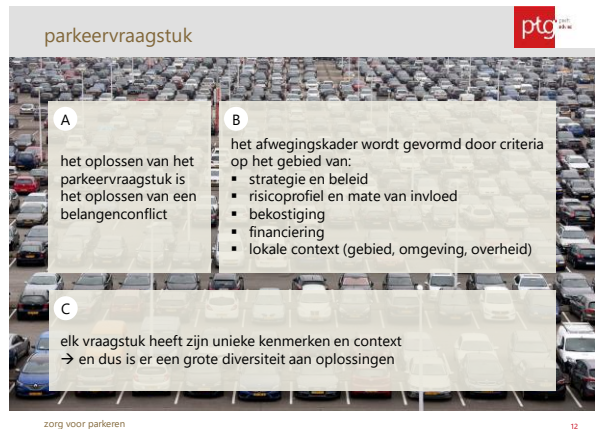 parkeervraagstuk
ptg
A
het oplossen van het
parkeervraagstuk is
het oplossen van een
belangenconflict
B
het afwegingskader wordt gevormd door criteria
op het gebied van:
▪ strategie en beleid
▪ risicoprofiel en mate van invloed
▪ bekostiging
▪ financiering
▪ lokale context (gebied, omgeving, overheid)
C
elk vraagstuk heeft zijn unieke kenmerken en context
→ en dus is er een grote diversiteit aan oplossingen
zorg voor parkeren
12